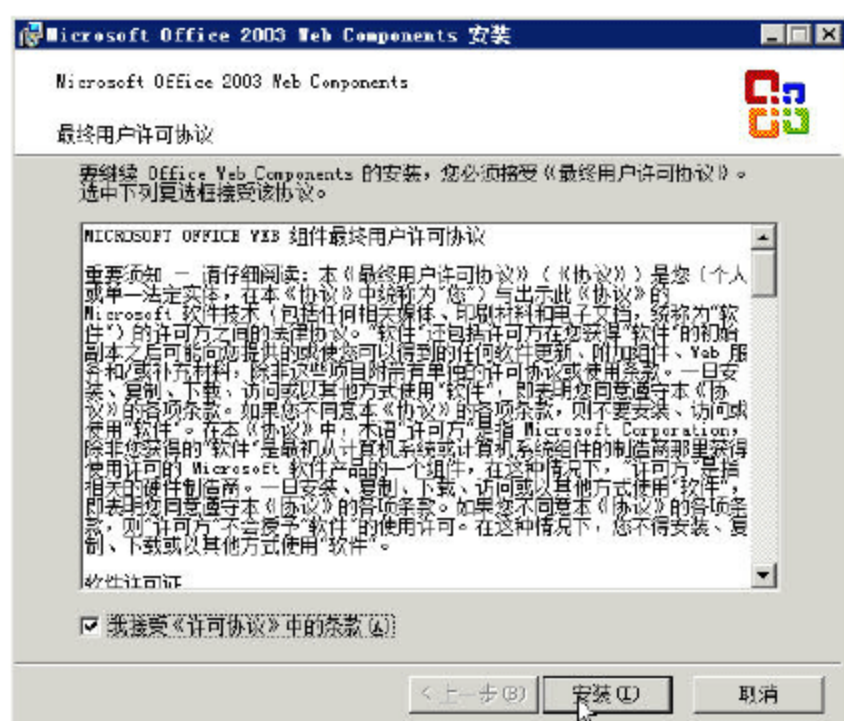 Microsoft Office 2003 Web Components 安装
Microsoft Office 2003 Web Components
最终用户许可协议
要继续 Office Web Components 的安装，您必须接受《最终用户许可协议》。
选中下列复选框接受该协议。
MICROSOFT OFFICE WEB 组件最终用户许可协议
重要须知 － 请仔细阅读：本《最终用户许可协议》（《协议》）是您（个人
或单一法定实体，在本《协议》中统称为“您”）与出示此《协议》的
Microsoft 软件技术（包括任何相关媒体、印刷材料和电子文档，统称为“软
件”）的许可方之间的法律协议。“软件”还包括许可方在您获得“软件”的初始
副本之后可能向您提供的或使您可以得到的任何软件更新、附加组件、Web 服
务和/或补充材料，除非这些项目附带有单独的许可协议或使用条款。一旦安
装、复制、下载、访问或以其他方式使用“软件”，即表明您同意遵守本《协
议》的各项条款。如果您不同意本《协议》的各项条款，则不要安装、访问或
使用“软件”。在本《协议》中，术语“许可方”是指 Microsoft Corporation，
除非您获得的“软件”是最初从计算机系统或计算机系统组件的制造商那里获得
使用许可的 Microsoft 软件产品的一个组件，在这种情况下，“许可方”是指
相关的硬件制造商。一旦安装、复制、下载、访问或以其他方式使用“软件”，
即表明您同意遵守本《协议》的各项条款。如果您不同意本《协议》的各项条
款，则“许可方”不会授予“软件”的使用许可。在这种情况下，您不得安装、复
制、下载或以其他方式使用“软件”。
软件许可证
我接受《许可协议》中的条款(A)
<上一步(B)
安装(I)
取消